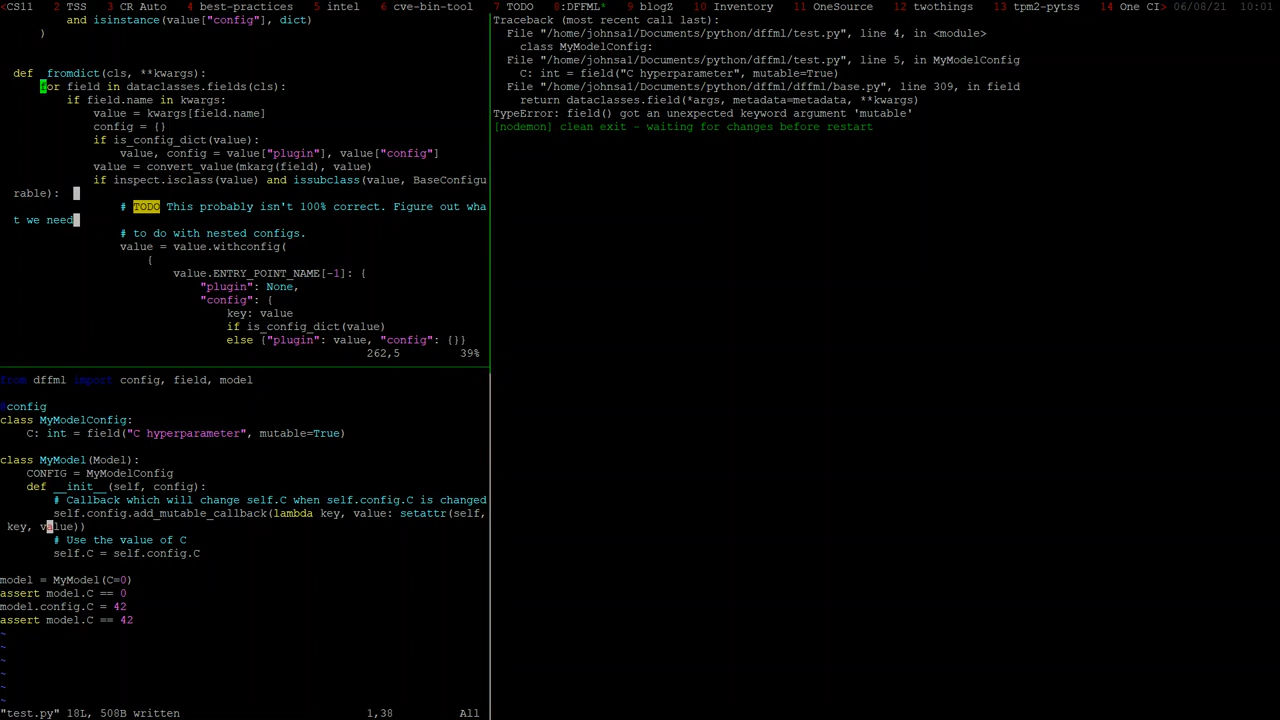 <CS11 2 TSS 3 CR Auto 4 best-practices 5 intel 6 cve-bin-tool 7 TODO 8:DFFML* 9 blogZ 10 Inventory 11 OneSource 12 twothings 13 tpm2-pytss 14 One CI> 06/08/21 10:01
and isinstance(value["config"], dict)
)
def _fromdict(cls, **kwargs):
for field in dataclasses.fields(cls):
if field.name in kwargs:
value = kwargs[field.name]
config = {}
if is_config_dict(value):
value, config = value["plugin"], value["config"]
value = convert_value(mkarg(field), value)
if inspect.isclass(value) and issubclass(value, BaseConfigu
rable):
# TODO This probably isn't 100% correct. Figure out wha
t we need
# to do with nested configs.
value = value.withconfig(
{
value.ENTRY_POINT_NAME[-1]: {
"plugin": None,
"config": {
key: value
if is_config_dict(value)
else {"plugin": value, "config": {}}
262,5 39%
from dffml import config, field, model
@config
class MyModelConfig:
C: int = field("C hyperparameter", mutable=True)
class MyModel(Model):
CONFIG = MyModelConfig
def __init__(self, config):
# Callback which will change self.C when self.config.C is changed
self.config.add_mutable_callback(lambda key, value: setattr(self,
key, value))
# Use the value of C
self.C = self.config.C
model = MyModel(C=0)
assert model.C == 0
model.config.C = 42
assert model.C == 42
~
~
~
~
~
~
"test.py" 18L, 508B written 1,38 All
Traceback (most recent call last):
File "/home/johnsal/Documents/python/dffml/test.py", line 4, in <module>
class MyModelConfig:
File "/home/johnsal/Documents/python/dffml/test.py", line 5, in MyModelConfig
C: int = field("C hyperparameter", mutable=True)
File "/home/johnsal/Documents/python/dffml/dffml/base.py", line 309, in field
return dataclasses.field(*args, metadata=metadata, **kwargs)
TypeError: field() got an unexpected keyword argument 'mutable'
[nodemon] clean exit - waiting for changes before restart